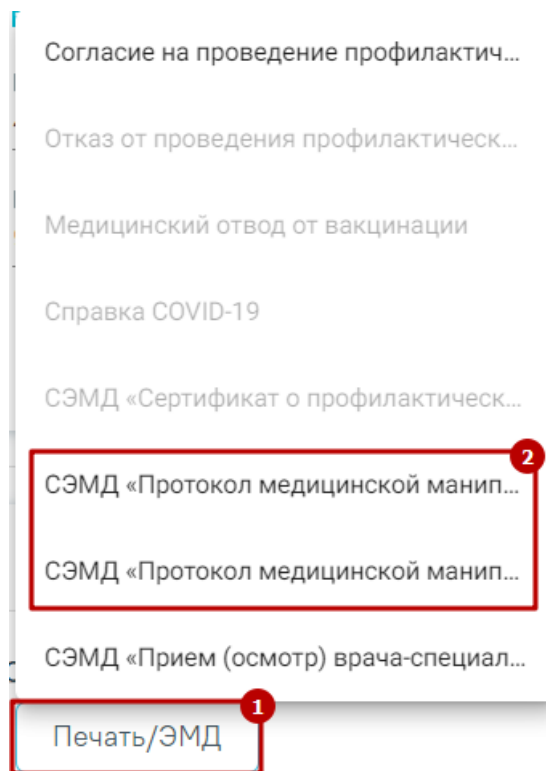 Согласие на проведение профилактич...
Отказ от проведения профилактическ...
Медицинский отвод от вакцинации
Справка COVID-19
СЭМД «Сертификат о профилактическ...
2
СЭМД «Протокол медицинской манип...
СЭМД «Протокол медицинской манип...
СЭМД «Прием (осмотр) врача-специал...
1
Печать/ЭМД